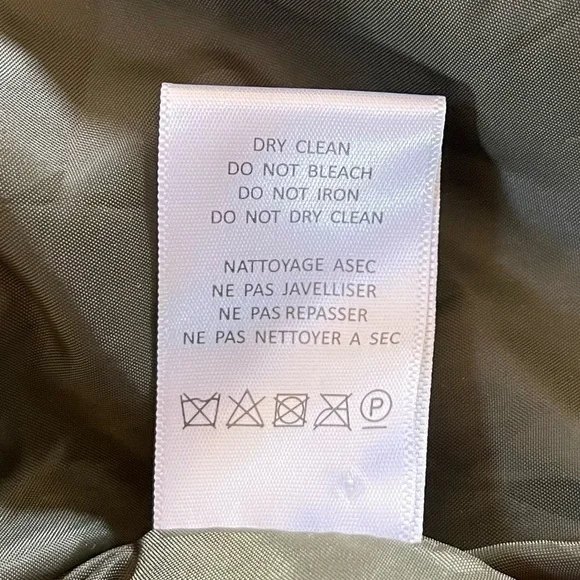 DRY CLEAN
DO NOT BLEACH
DO NOT IRON
DO NOT DRY CLEAN
NATTOYAGE ASEC
NE PAS JAVELLISER
NE PAS REPASSER
NE PAS NETTOYER A SEC
P